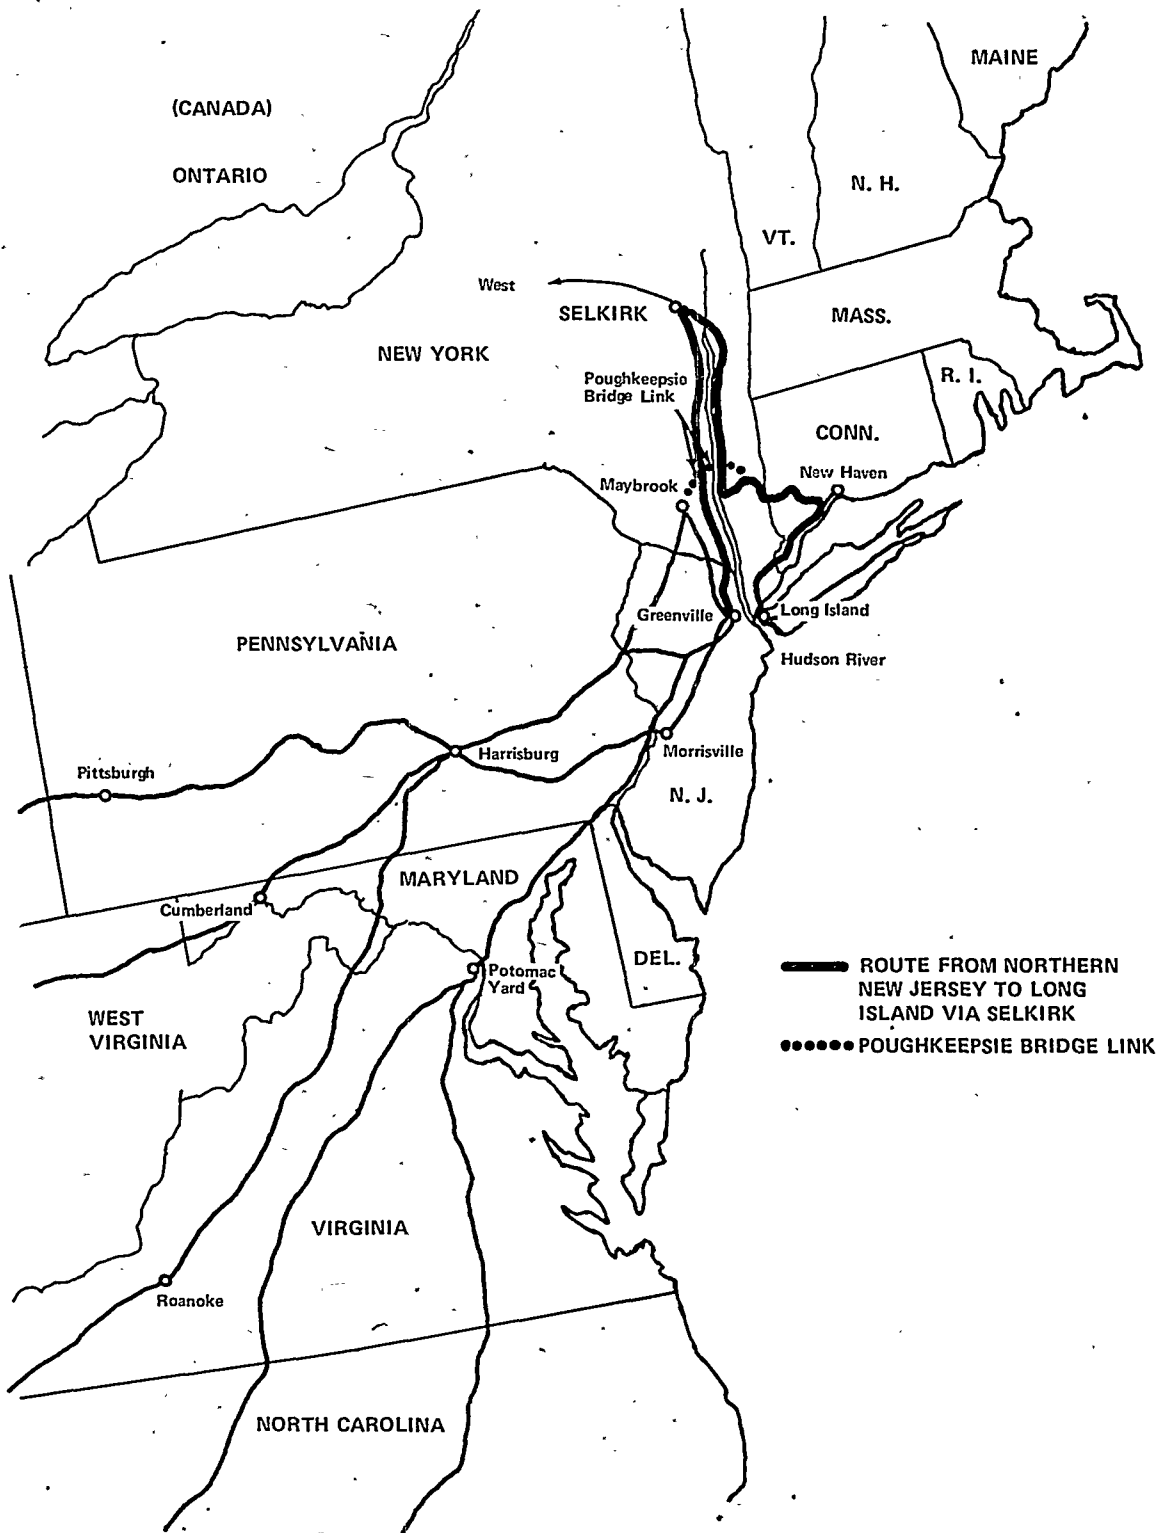 MAINE
(CANADA)
ONTARIO
N. H.
VT.
West
SELKIRK
MASS.
NEW YORK
R. I.
Poughkeepsie
Bridge Link
CONN.
New Haven
Maybrook
Greenville
Long Island
PENNSYLVANIA
Hudson River
Harrisburg
Morrisville
Pittsburgh
N. J.
MARYLAND
Cumberland
DEL.
Potomac
Yard
ROUTE FROM NORTHERN
NEW JERSEY TO LONG
ISLAND VIA SELKIRK
POUGHKEEPSIE BRIDGE LINK
WEST
VIRGINIA
VIRGINIA
Roanoke
NORTH CAROLINA